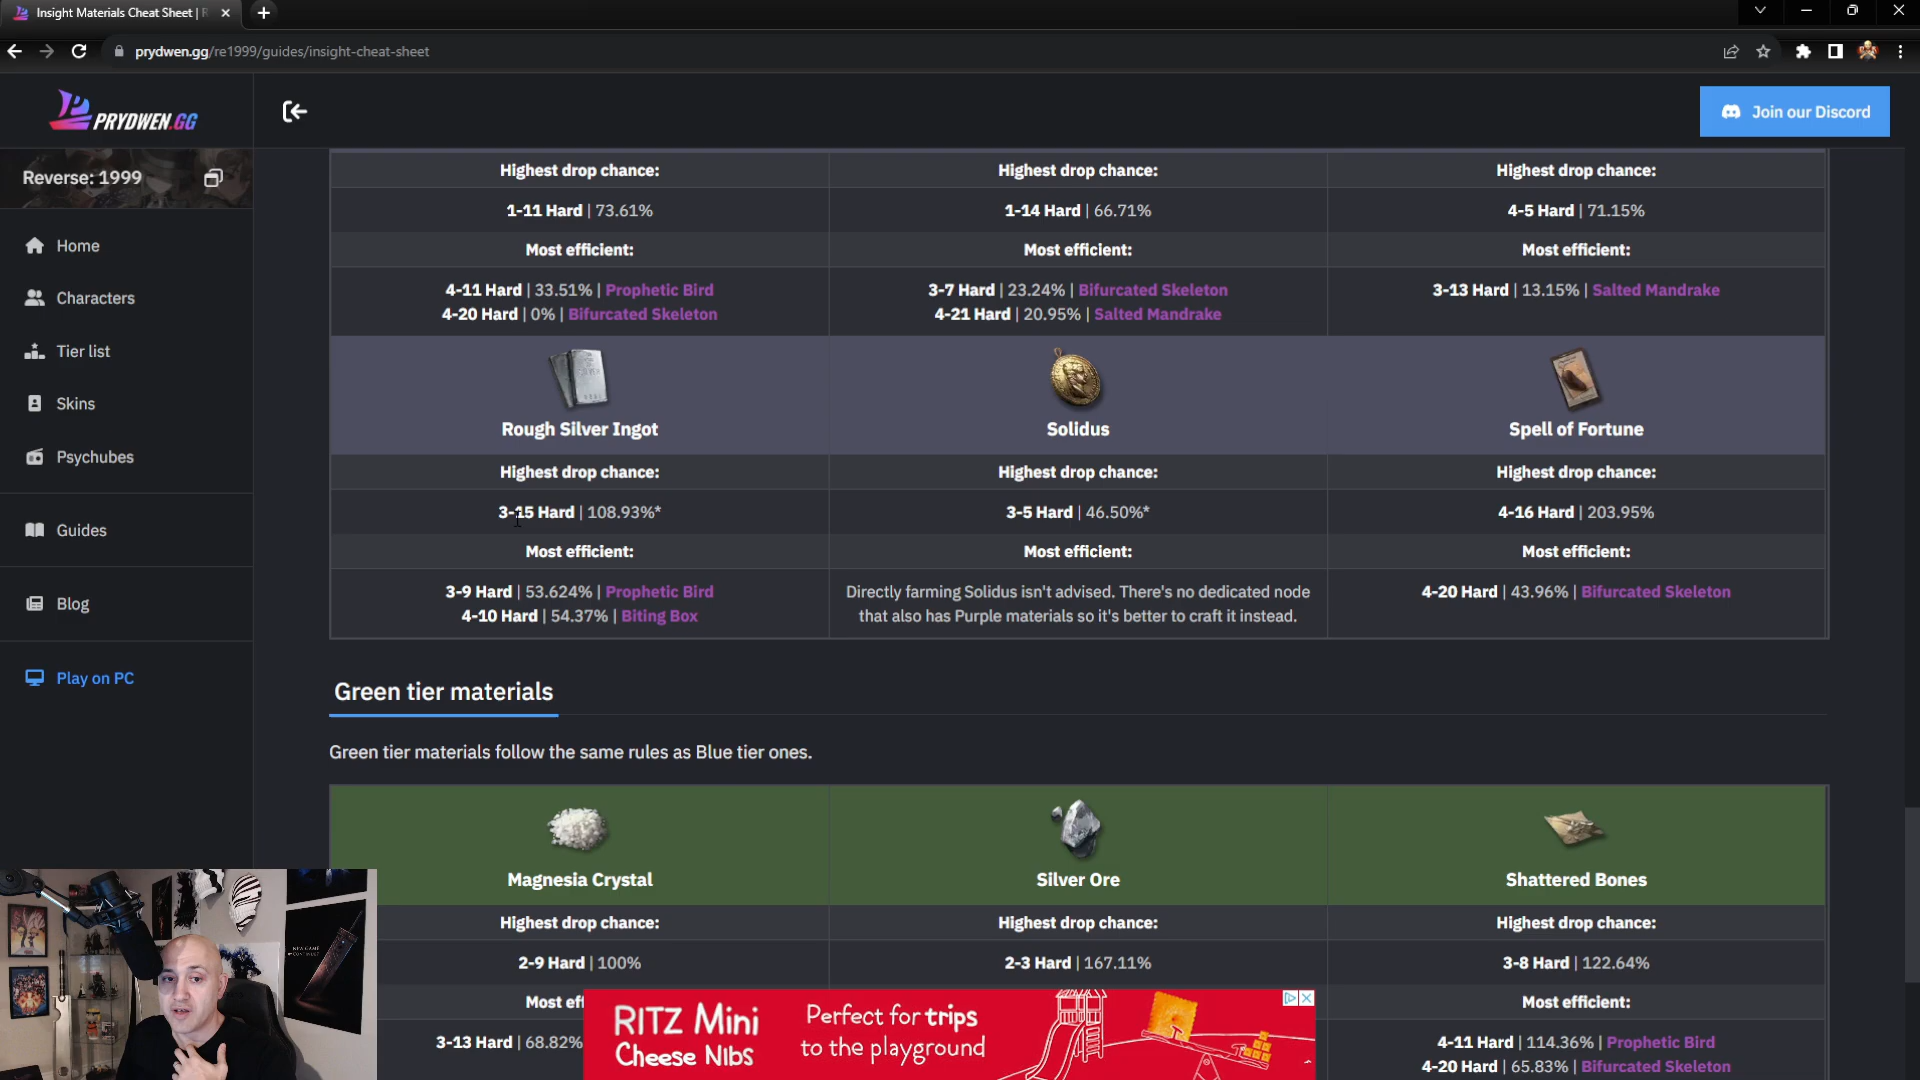 Insight Materials Cheat Sheet | R
prydwen.gg/re1999/guides/insight-cheat-sheet
PRYDWEN.GG
Join our Discord
Reverse: 1999
Home
Characters
Tier list
Skins
Psychubes
Guides
Blog
Play on PC
Highest drop chance: Highest drop chance: Highest drop chance:
1-11 Hard | 73.61% 1-14 Hard | 66.71% 4-5 Hard | 71.15%
Most efficient: Most efficient: Most efficient:
4-11 Hard | 33.51% | Prophetic Bird 3-7 Hard | 23.24% | Bifurcated Skeleton 3-13 Hard | 13.15% | Salted Mandrake
4-20 Hard | 0% | Bifurcated Skeleton 4-21 Hard | 20.95% | Salted Mandrake
Rough Silver Ingot Solidus Spell of Fortune
Highest drop chance: Highest drop chance: Highest drop chance:
3-15 Hard | 108.93%* 3-5 Hard | 46.50%* 4-16 Hard | 203.95%
Most efficient: Most efficient: Most efficient:
3-9 Hard | 53.624% | Prophetic Bird Directly farming Solidus isn't advised. There's no dedicated node 4-20 Hard | 43.96% | Bifurcated Skeleton
4-10 Hard | 54.37% | Biting Box that also has Purple materials so it's better to craft it instead.
Green tier materials
Green tier materials follow the same rules as Blue tier ones.
Magnesia Crystal Silver Ore Shattered Bones
Highest drop chance: Highest drop chance: Highest drop chance:
2-9 Hard | 100% 2-3 Hard | 167.11% 3-8 Hard | 122.64%
Most eff Most efficient:
3-13 Hard | 68.82% 4-11 Hard | 114.36% | Prophetic Bird
4-20 Hard | 65.83% | Bifurcated Skeleton
RITZ Mini Perfect for trips
Cheese Nibs to the playground